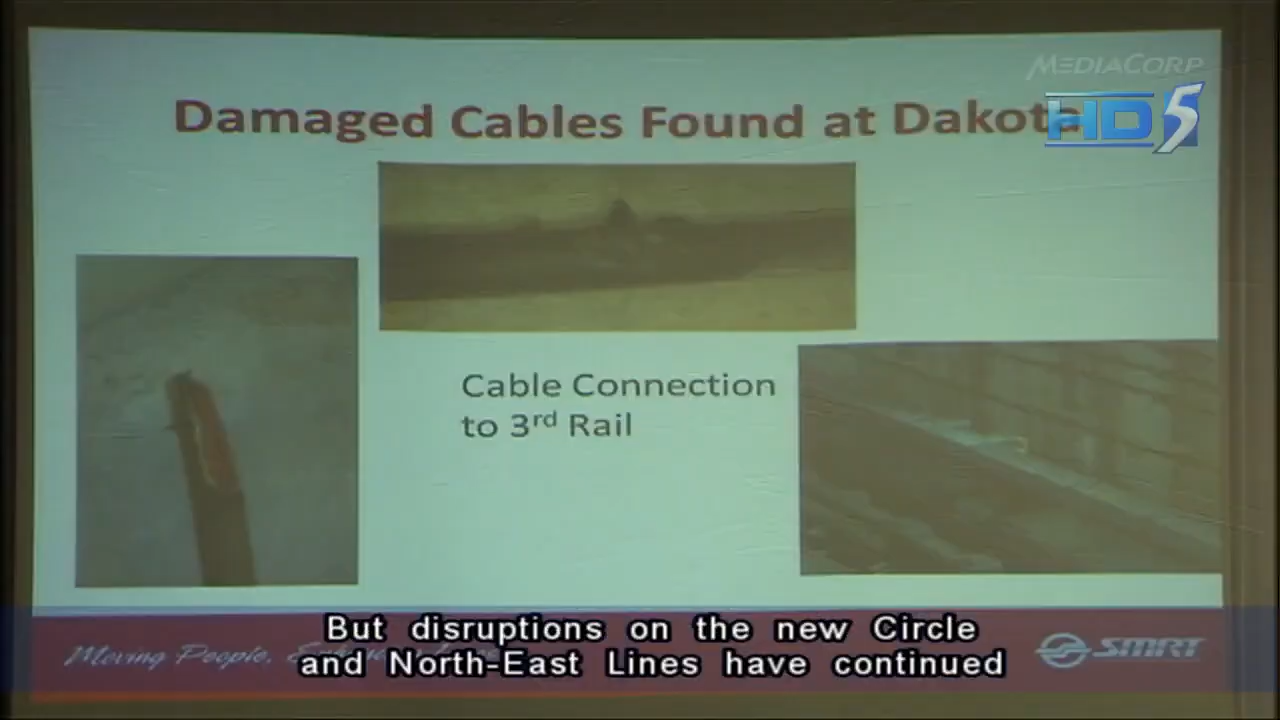 MEDIACORP
HD5
Damaged Cables Found at Dakota
Cable Connection
to 3rd Rail
But disruptions on the new Circle
and North-East Lines have continued
Moving People,
SMRT